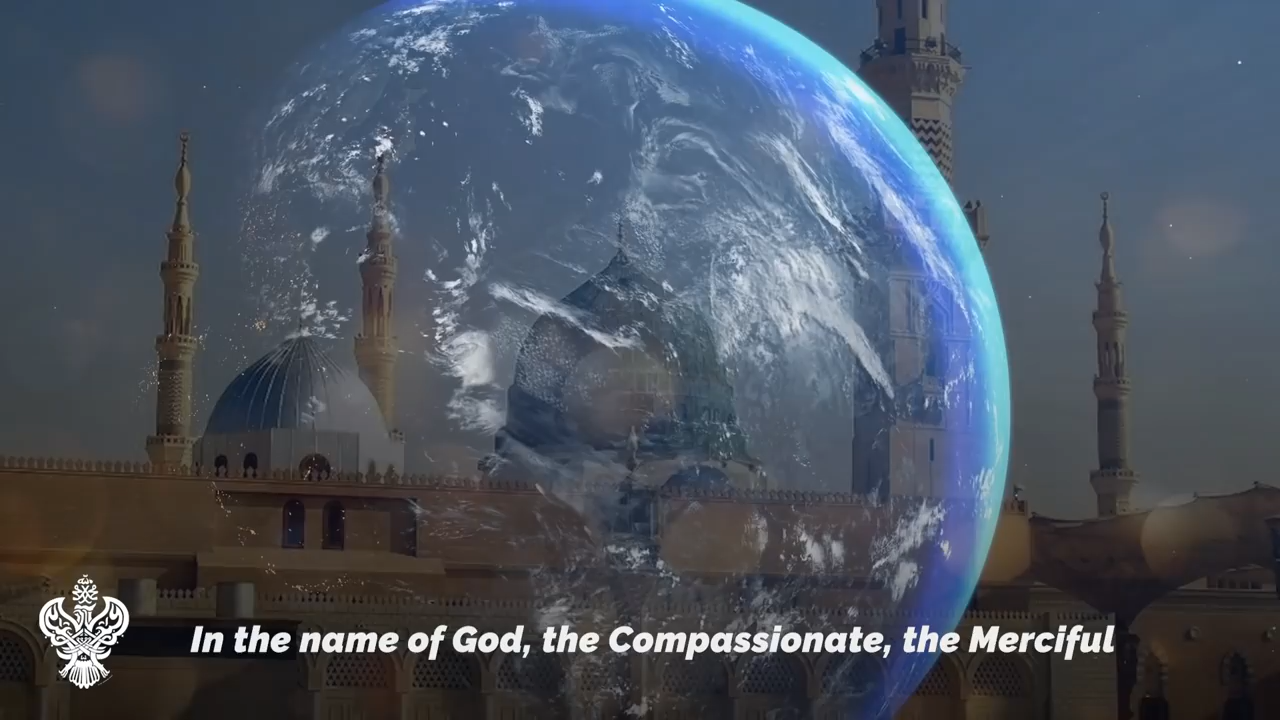 In the name of God, the Compassionate, the Merciful